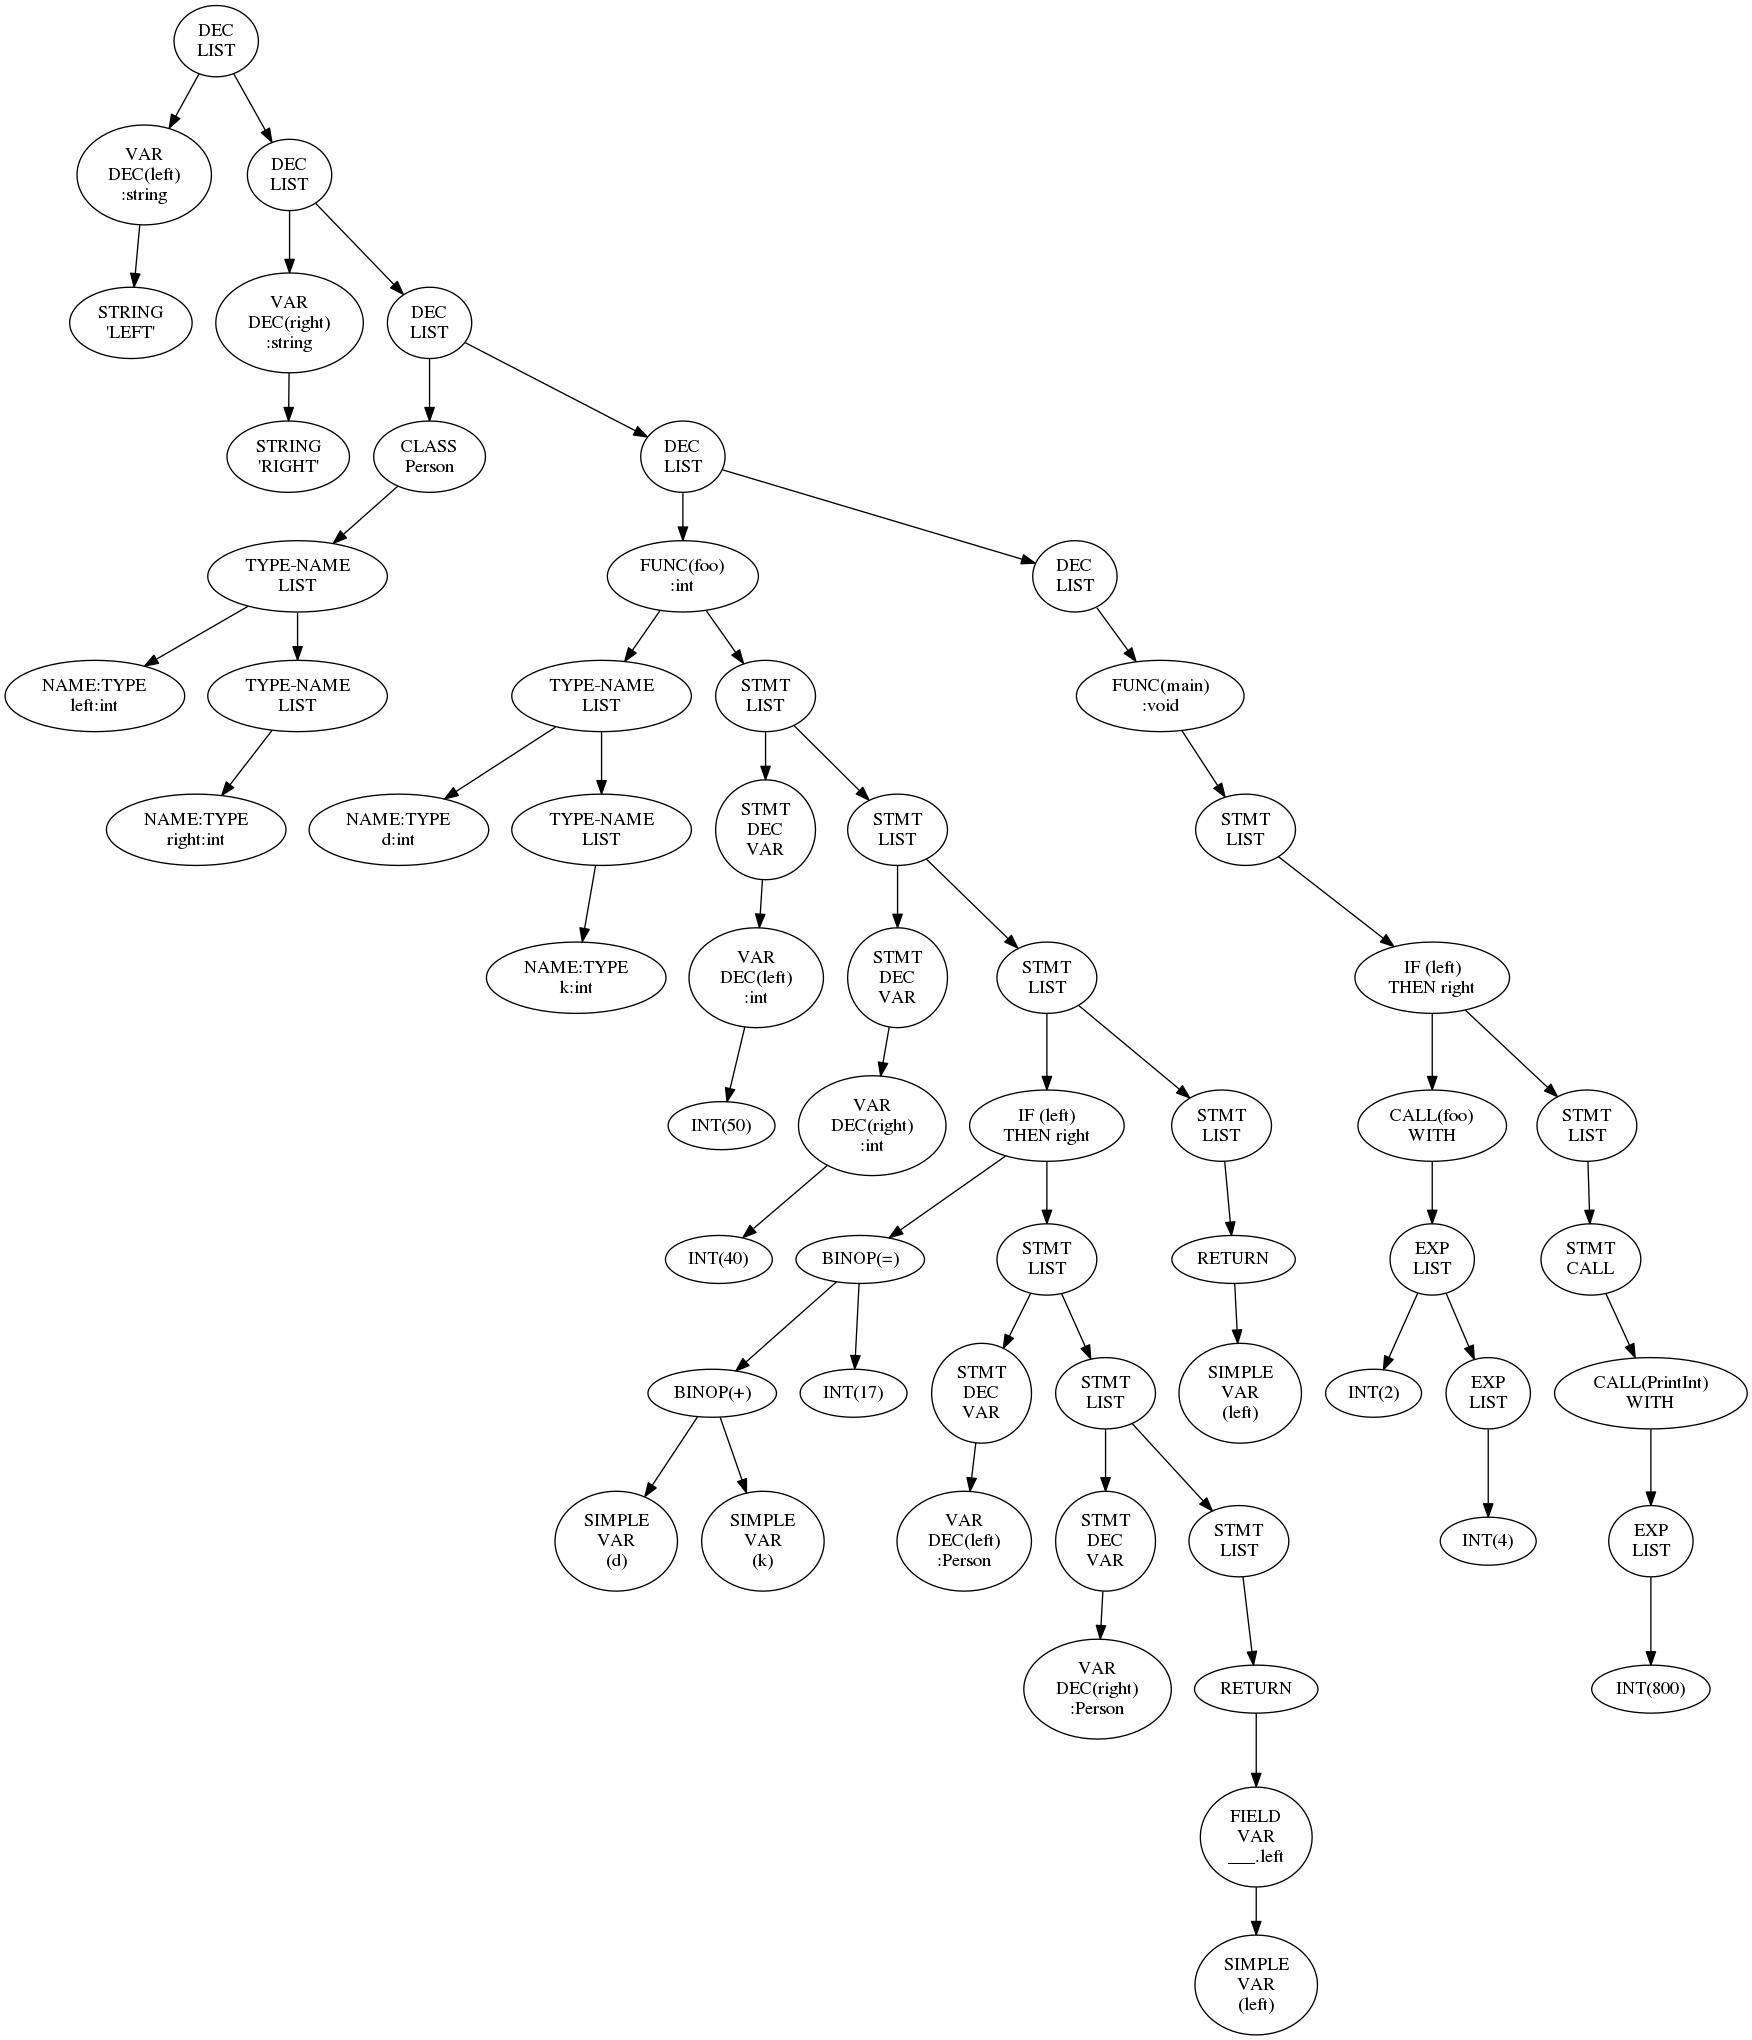 DEC
LIST
VAR
DEC(left)
:string
DEC
LIST
STRING
'LEFT'
VAR
DEC(right)
:string
DEC
LIST
STRING
'RIGHT'
CLASS
Person
DEC
LIST
TYPE-NAME
LIST
FUNC(foo)
:int
DEC
LIST
NAME:TYPE
left:int
TYPE-NAME
LIST
TYPE-NAME
LIST
STMT
LIST
FUNC(main)
:void
NAME:TYPE
right:int
NAME:TYPE
d:int
TYPE-NAME
LIST
STMT
DEC
VAR
STMT
LIST
STMT
LIST
NAME:TYPE
k:int
VAR
DEC(left)
:int
STMT
DEC
VAR
STMT
LIST
IF (left)
THEN right
INT(50)
VAR
DEC(right)
:int
IF (left)
THEN right
STMT
LIST
CALL(foo)
WITH
STMT
LIST
INT(40)
BINOP(=)
STMT
LIST
RETURN
EXP
LIST
STMT
CALL
BINOP(+)
INT(17)
STMT
DEC
VAR
STMT
LIST
SIMPLE
VAR
(left)
INT(2)
EXP
LIST
CALL(PrintInt)
WITH
SIMPLE
VAR
(d)
SIMPLE
VAR
(k)
VAR
DEC(left)
:Person
STMT
DEC
VAR
STMT
LIST
INT(4)
EXP
LIST
VAR
DEC(right)
:Person
RETURN
INT(800)
FIELD
VAR
___.left
SIMPLE
VAR
(left)